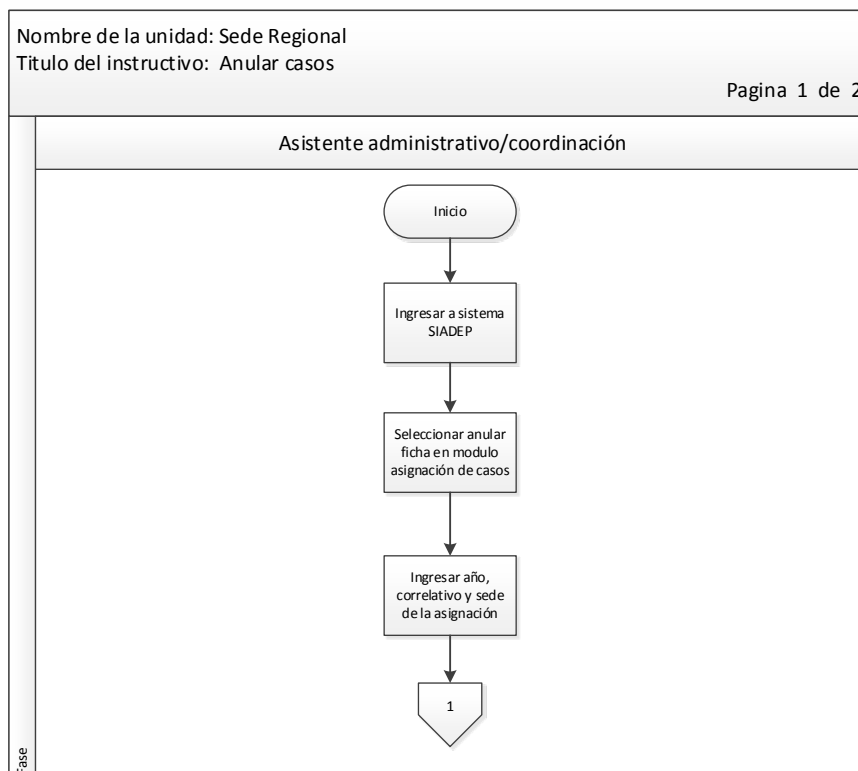 Nombre de la unidad: Sede Regional
Titulo del instructivo: Anular casos
Pagina 1 de 2
Asistente administrativo/coordinación
Inicio
Ingresar a sistema
SIADEP
Seleccionar anular
ficha en modulo
asignación de casos
Ingresar año,
correlativo y sede
de la asignación
1
Fase